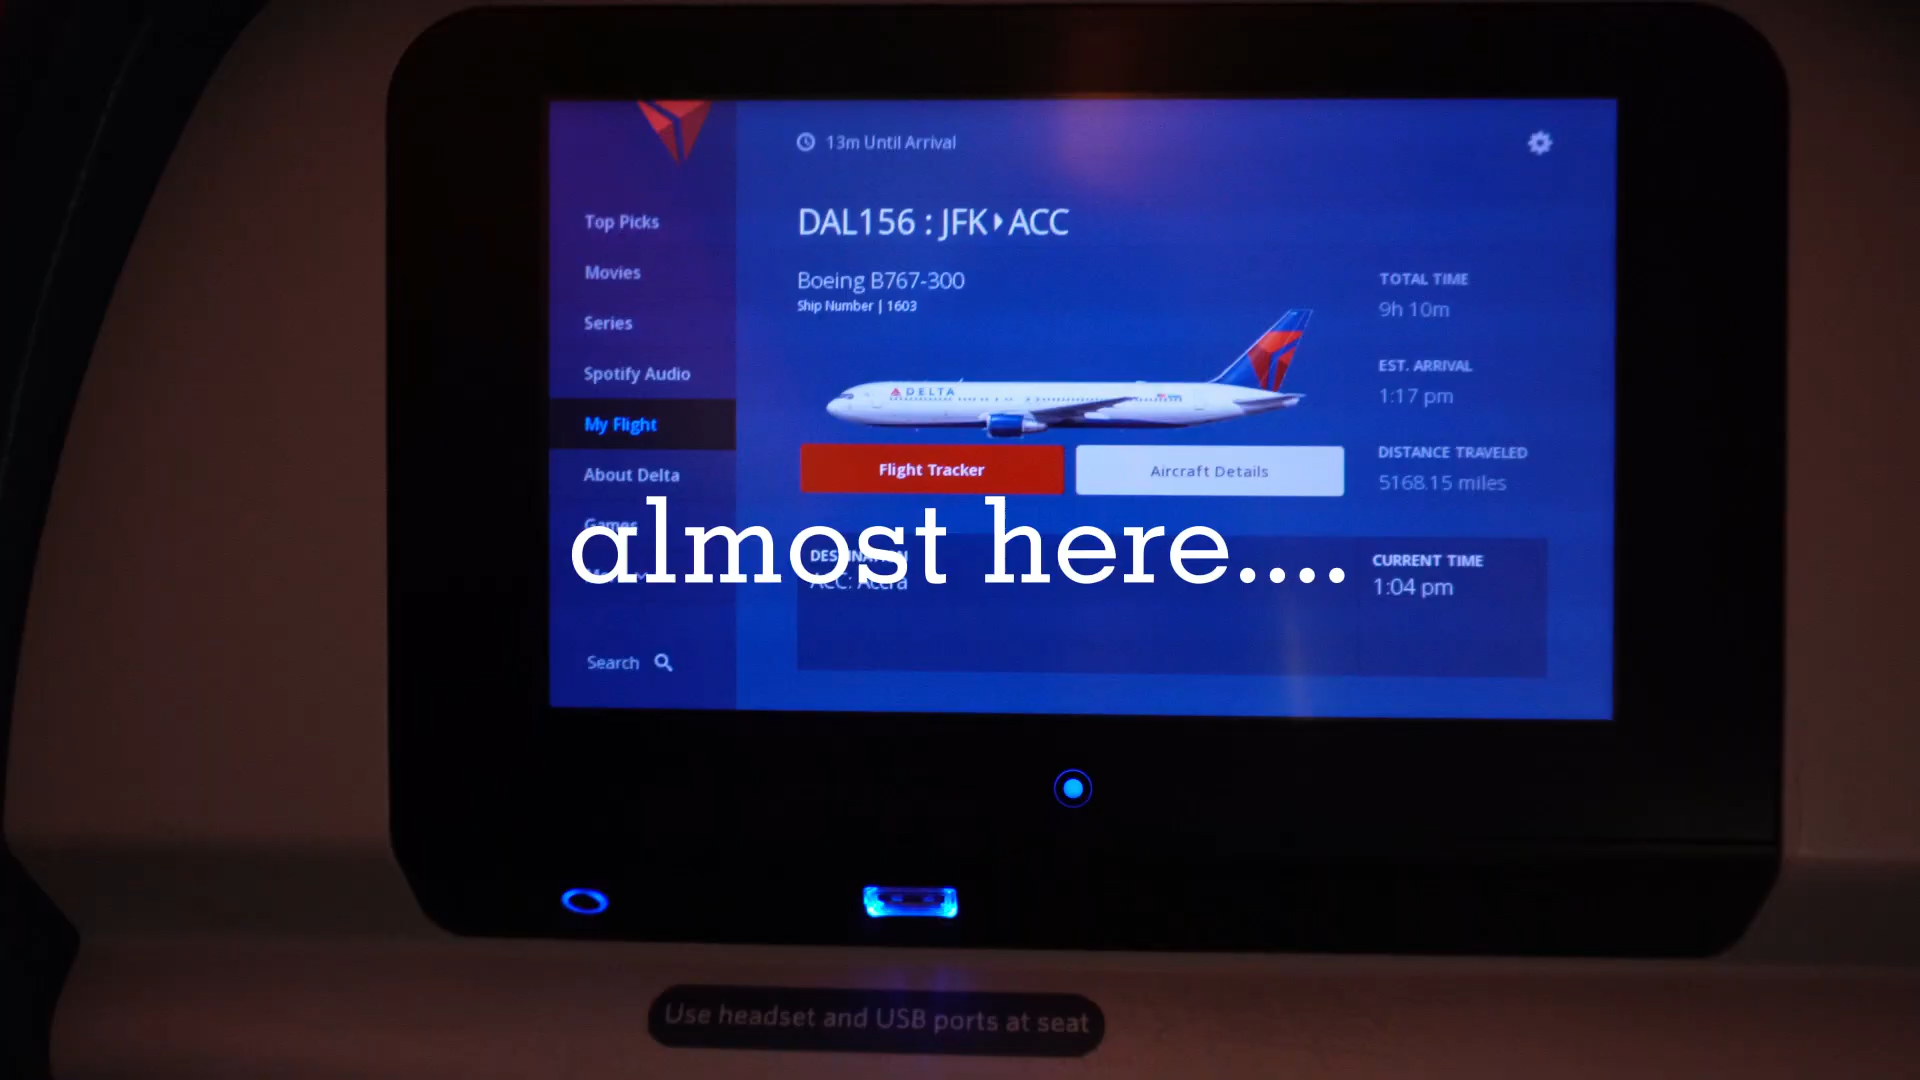 13m Until Arrival
DAL156 : JFK ACC
Boeing B767-300
Ship Number | 1603
Top Picks
Movies
Series
Spotify Audio
My Flight
About Delta
Games
Search
DELTA
Flight Tracker
Aircraft Details
TOTAL TIME
9h 10m
EST. ARRIVAL
1:17 pm
DISTANCE TRAVELED
5168.15 miles
almost here....
DESTINATION
ACC: Accra
CURRENT TIME
1:04 pm
Use headset and USB ports at seat